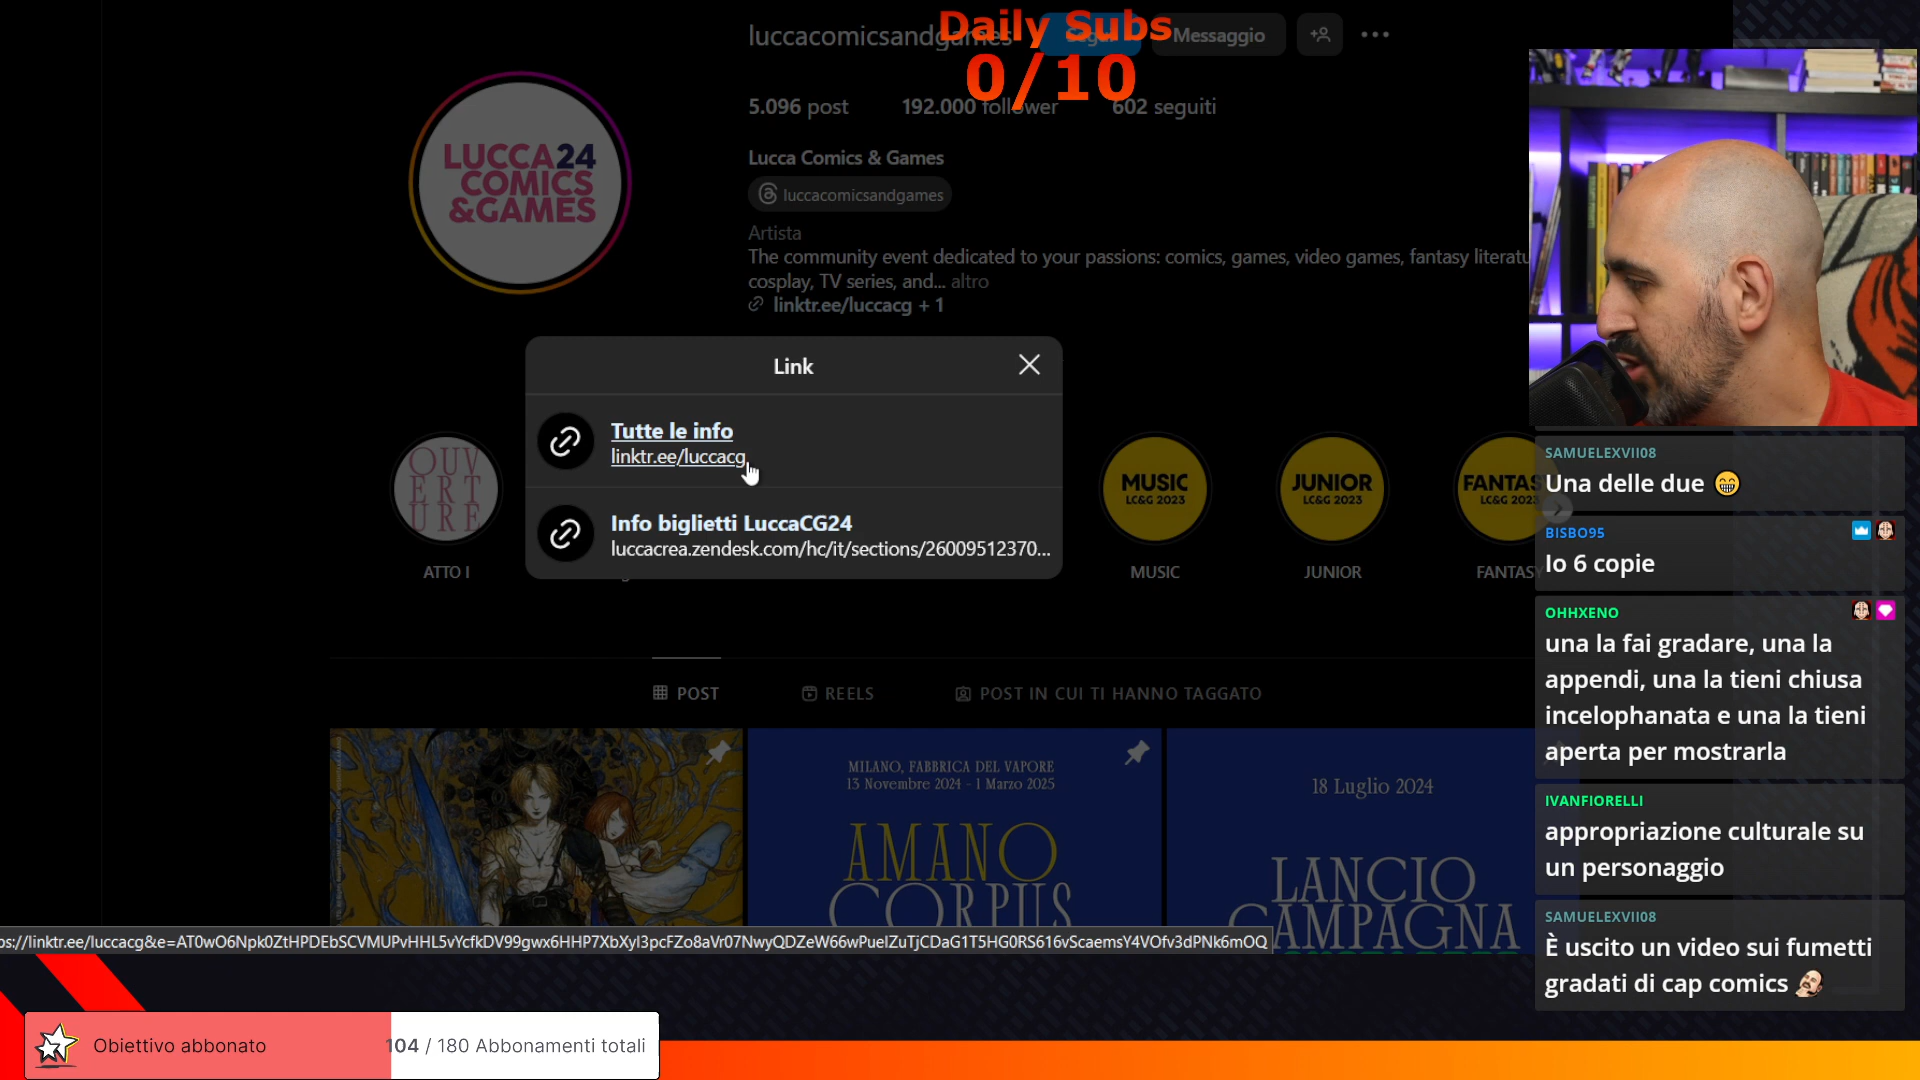 luccacomicsandgames
Daily Subs
0/10
Messaggio
5.096 post
192.000 follower
602 seguiti
Lucca Comics & Games
luccacomicsandgames
Artista
The community event dedicated to your passions: comics, games, video games, fantasy literatu
cosplay, TV series, and... altro
linktr.ee/luccacg + 1
LUCCA24
COMICS
&GAMES
Link
Tutte le info
linktr.ee/luccacg
Info biglietti LuccaCG24
luccacrea.zendesk.com/hc/it/sections/26009512370...
OUV
ERT
URE
ATTO I
MUSIC
LC&G 2023
MUSIC
JUNIOR
LC&G 2023
JUNIOR
FANTAS
LC&G 2023
FANTASY
POST
REELS
POST IN CUI TI HANNO TAGGATO
MILANO, FABBRICA DEL VAPORE
13 Novembre 2024 - 1 Marzo 2025
AMANO
CORPUS
18 Luglio 2024
LANCIO
CAMPAGNA
SAMUELEXVII08
Una delle due 😁
BISBO95
Io 6 copie
OHHXENO
una la fai gradare, una la
appendi, una la tieni chiusa
incelophanata e una la tieni
aperta per mostrarla
IVANFIORELLI
appropriazione culturale su
un personaggio
SAMUELEXVII08
È uscito un video sui fumetti
gradati di cap comics
Obiettivo abbonato
104 / 180 Abbonamenti totali